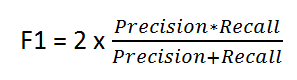 F1 = 2 x Precision*Recall / Precision+Recall